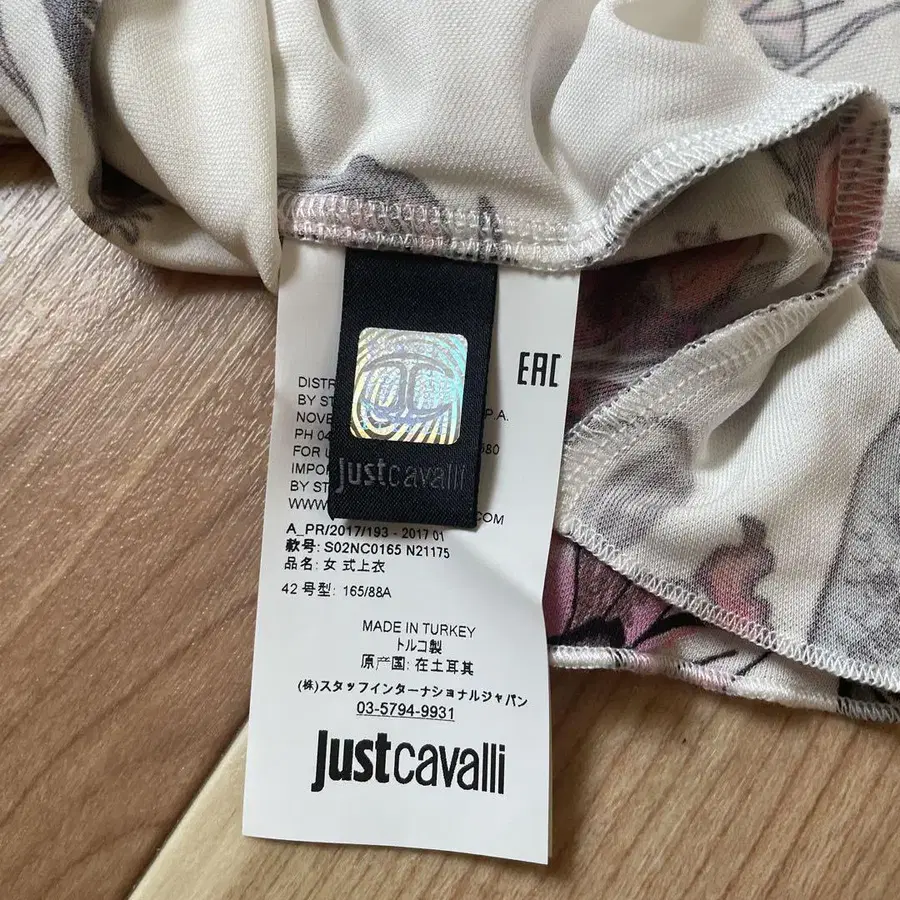 EAC
JC
justcavalli
DISTR
BY ST P.A.
NOVE
PH 04 580
FOR U
IMPO
BY ST
WWW COM
A_PR/2017/193 - 2017 01
款号: S02NC0165 N21175
品名: 女式上衣
42 号型: 165/88A
MADE IN TURKEY
トルコ製
原产国: 在土耳其
(株)スタッフインターナショナルジャパン
03-5794-9931
justcavalli